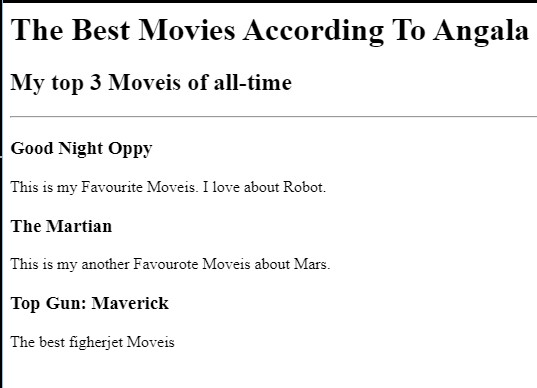 The Best Movies According To Angala
My top 3 Moveis of all-time
Good Night Oppy
This is my Favourite Moveis. I love about Robot.
The Martian
This is my another Favourote Moveis about Mars.
Top Gun: Maverick
The best figherjet Moveis